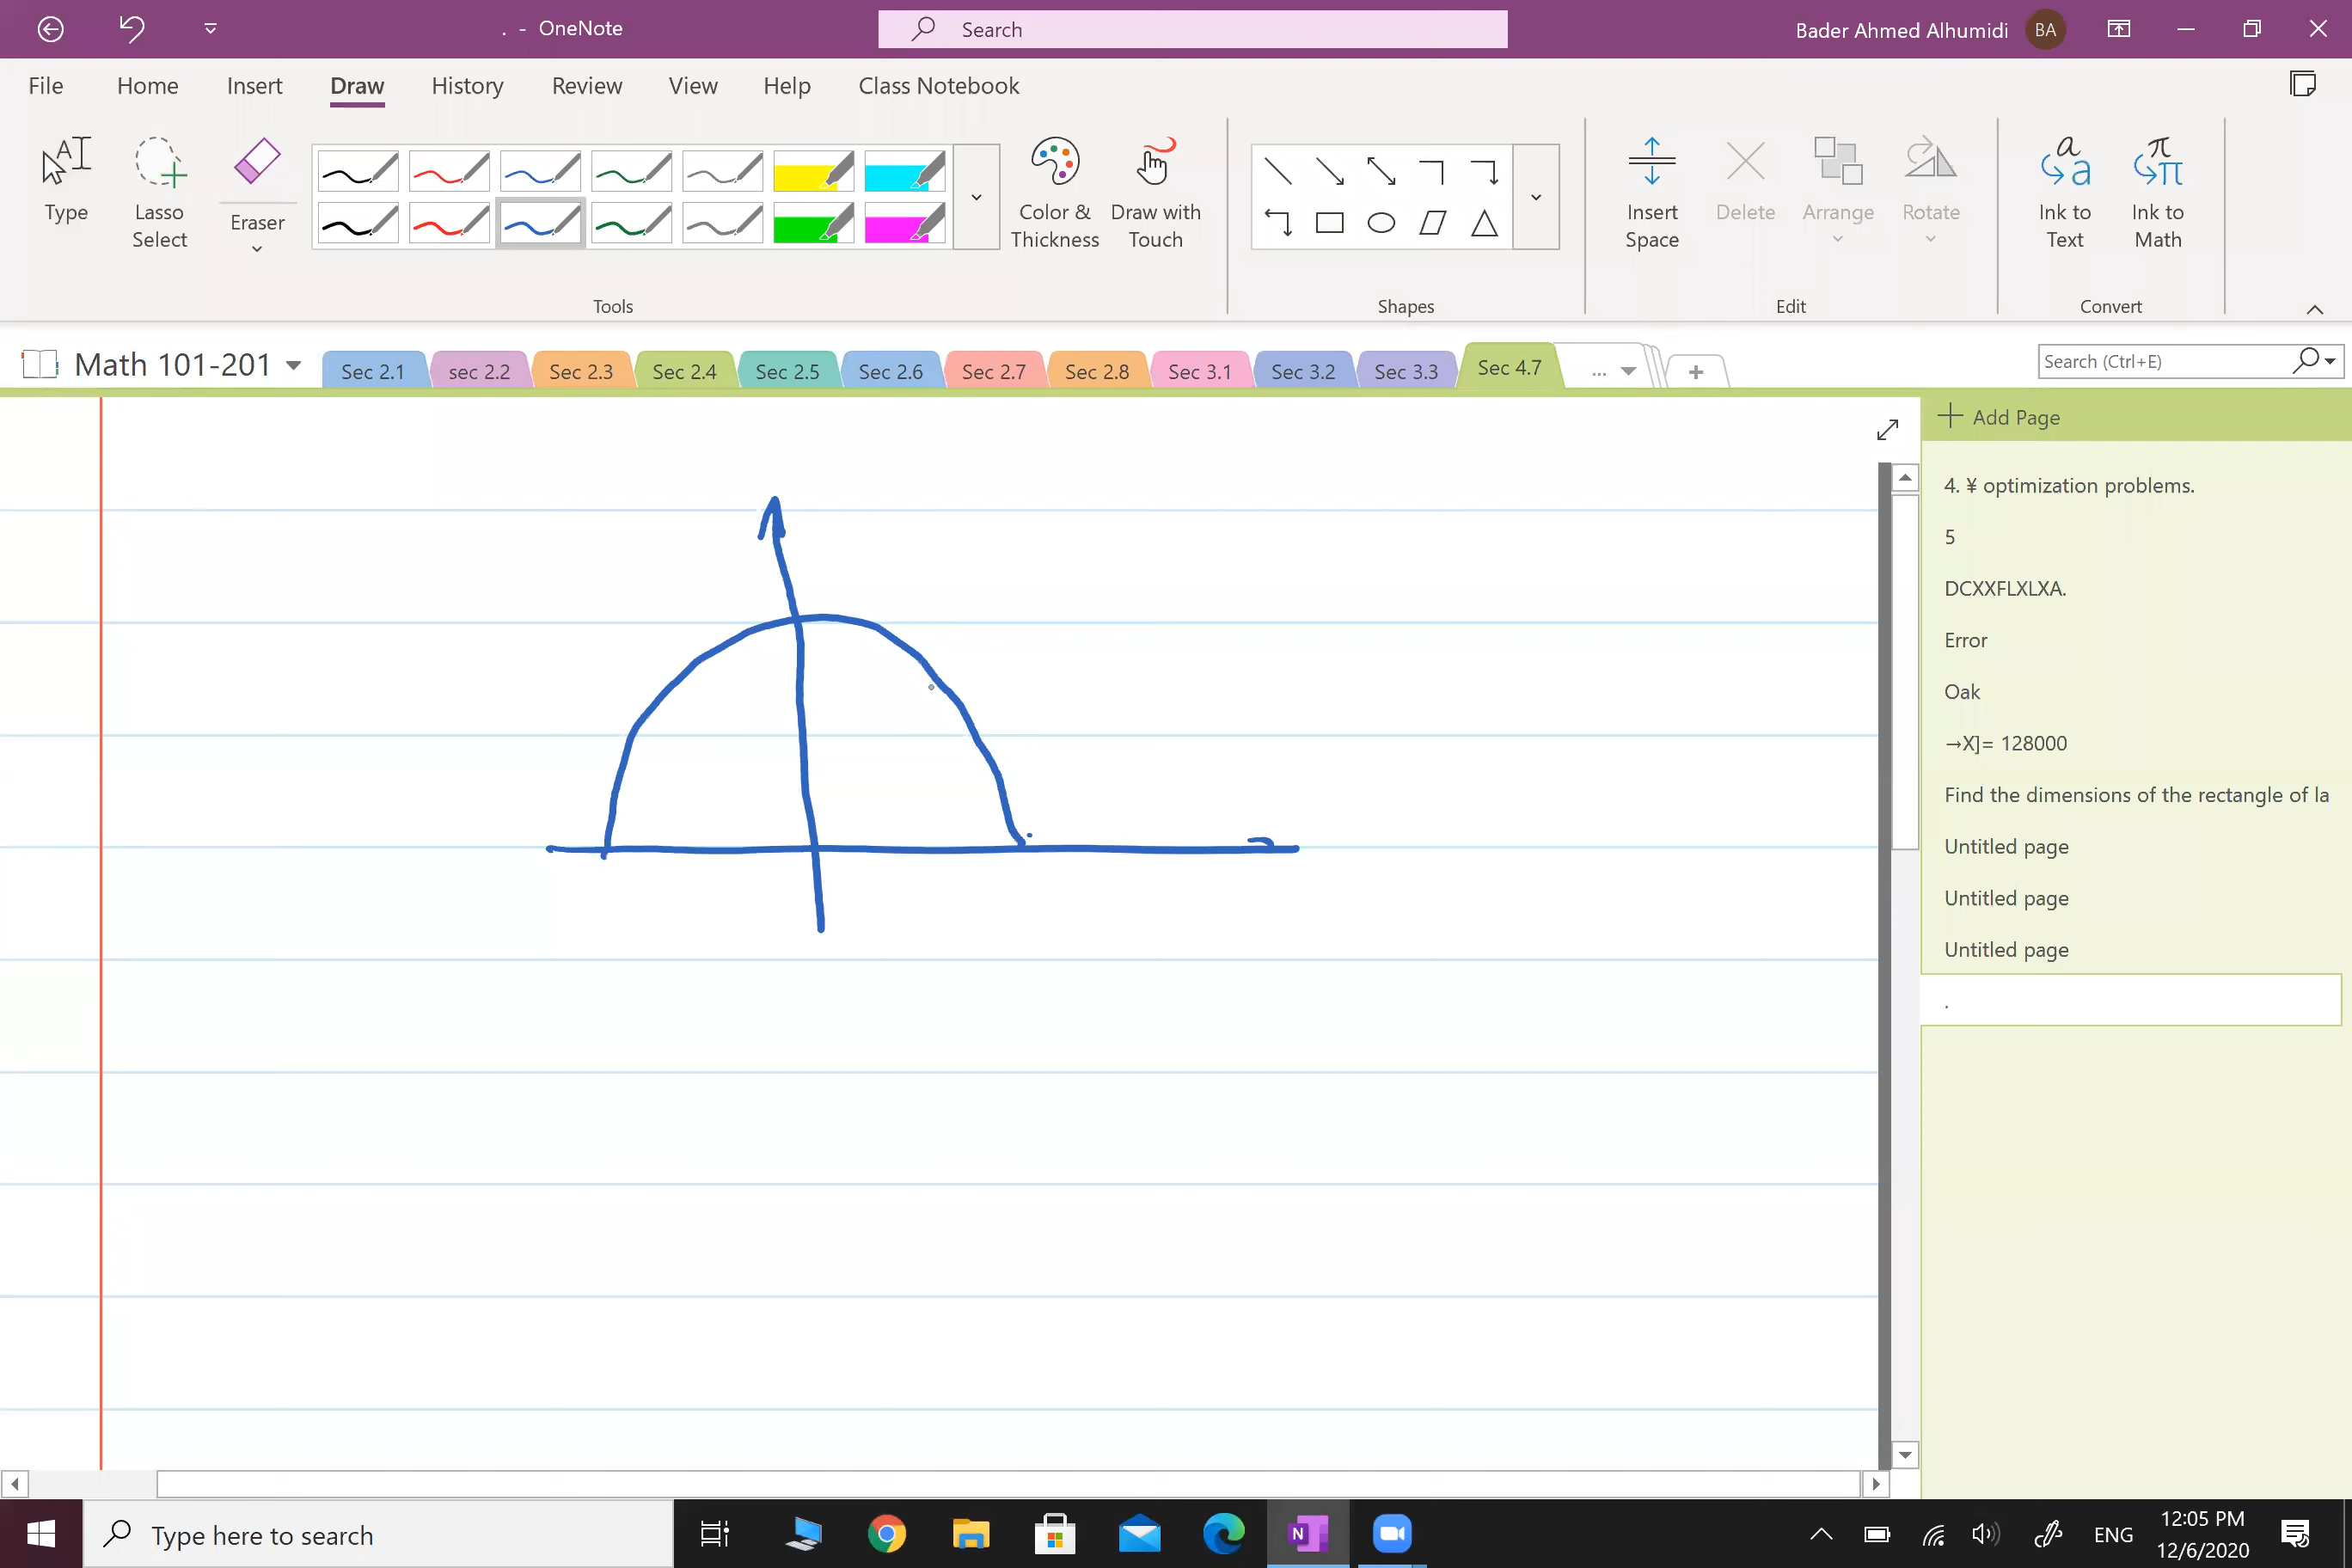 . - OneNote
Search
Bader Ahmed Alhumidi BA
File Home Insert Draw History Review View Help Class Notebook
Type
Lasso Select
Eraser
Color & Thickness
Draw with Touch
Insert Space
Delete
Arrange
Rotate
Ink to Text
Ink to Math
Tools Shapes Edit Convert
Math 101-201 Sec 2.1 sec 2.2 Sec 2.3 Sec 2.4 Sec 2.5 Sec 2.6 Sec 2.7 Sec 2.8 Sec 3.1 Sec 3.2 Sec 3.3 Sec 4.7 ... +
Search (Ctrl+E)
Add Page
4. ¥ optimization problems.
5
DCXXFLXLXA.
Error
Oak
→X]= 128000
Find the dimensions of the rectangle of la
Untitled page
Untitled page
Untitled page
.
Type here to search
ENG
12:05 PM
12/6/2020